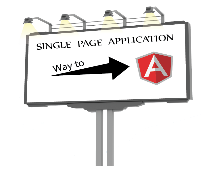 SINGLE PAGE APPLICATION
Way to
A